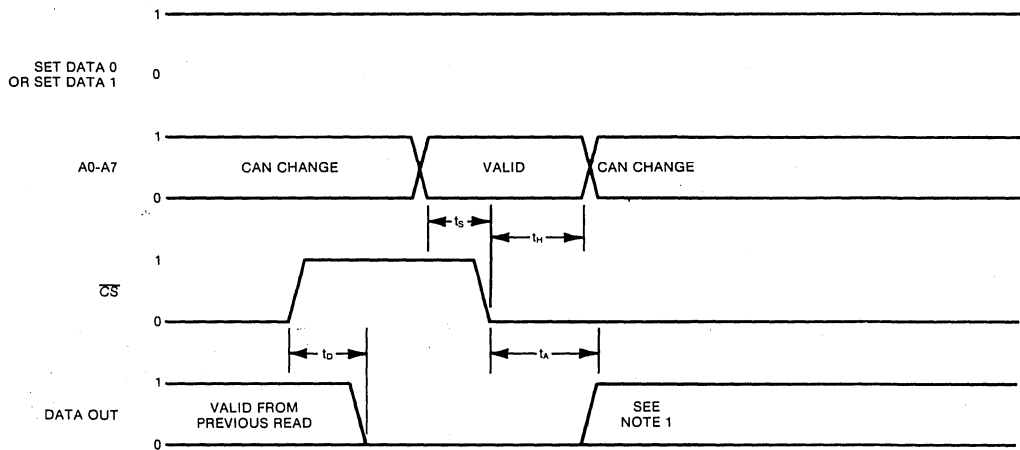 1
SET DATA 0
OR SET DATA 1
0
1
A0-A7
CAN CHANGE
VALID
CAN CHANGE
0
tS
tH
1
CS
0
tD
tA
1
DATA OUT
VALID FROM
PREVIOUS READ
SEE
NOTE 1
0